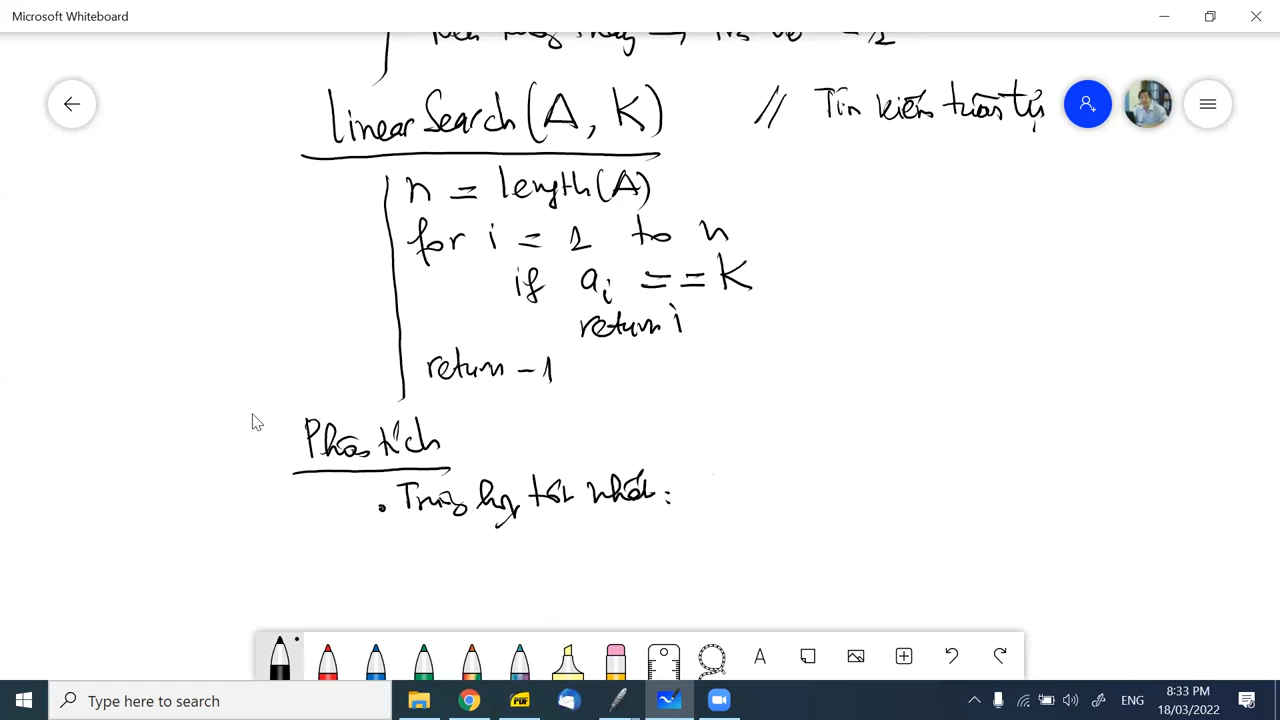 Microsoft Whiteboard
LinearSearch(A, K) // Tìm kiếm tuần tự
n = length(A)
for i = 1 to n
if aᵢ == K
return i
return -1
Phân tích
. Trường hợp tốt nhất:
A
Type here to search
PDF
ENG
8:33 PM
18/03/2022